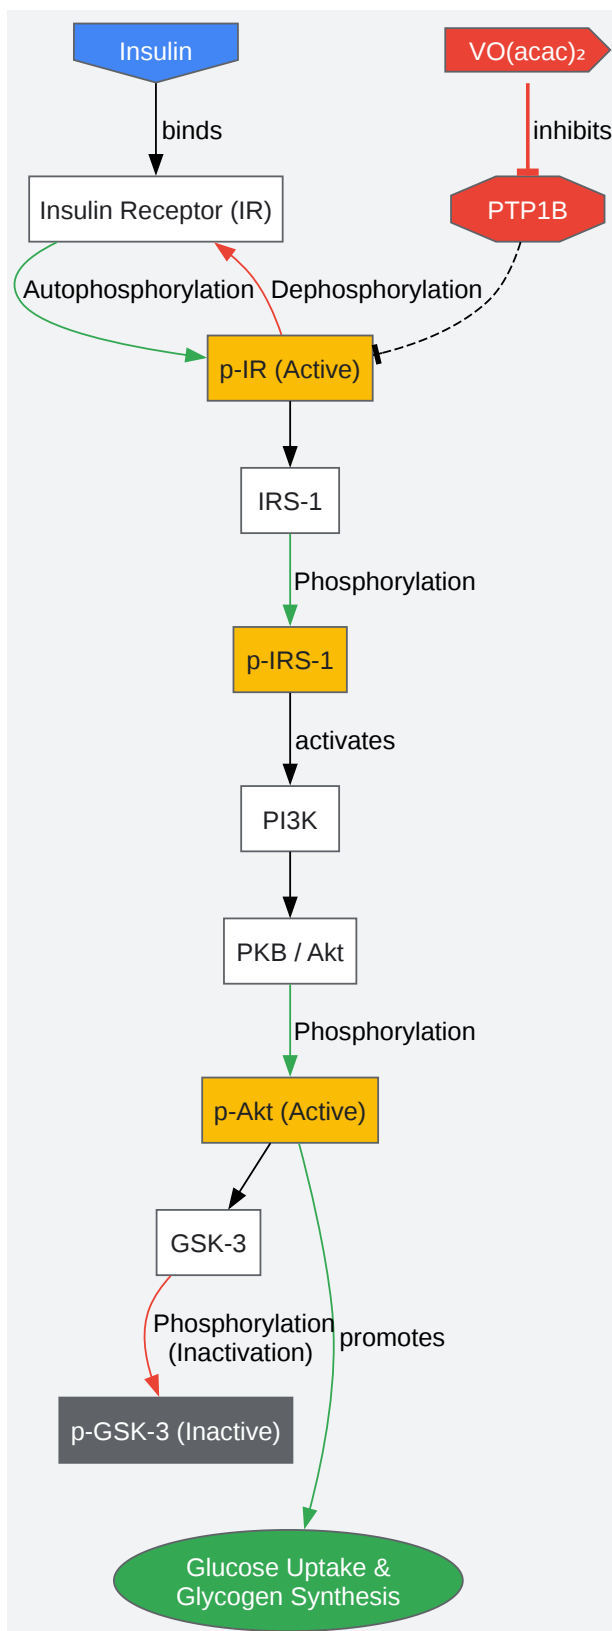 Insulin
VO(acac)₂
binds
inhibits
Insulin Receptor (IR)
PTP1B
Autophosphorylation
Dephosphorylation
p-IR (Active)
IRS-1
Phosphorylation
p-IRS-1
activates
PI3K
PKB / Akt
Phosphorylation
p-Akt (Active)
GSK-3
Phosphorylation
(Inactivation)
promotes
p-GSK-3 (Inactive)
Glucose Uptake &
Glycogen Synthesis